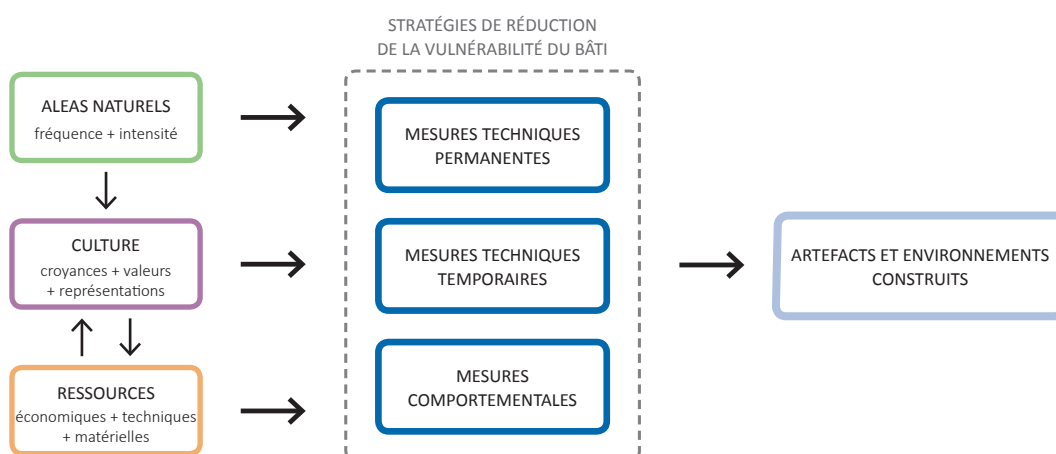 STRATÉGIES DE RÉDUCTION
DE LA VULNÉRABILITÉ DU BÂTI
ALEAS NATURELS
fréquence + intensité
CULTURE
croyances + valeurs
+ représentations
RESSOURCES
économiques + techniques
+ matérielles
MESURES TECHNIQUES
PERMANENTES
MESURES TECHNIQUES
TEMPORAIRES
MESURES
COMPORTEMENTALES
ARTEFACTS ET ENVIRONNEMENTS
CONSTRUITS